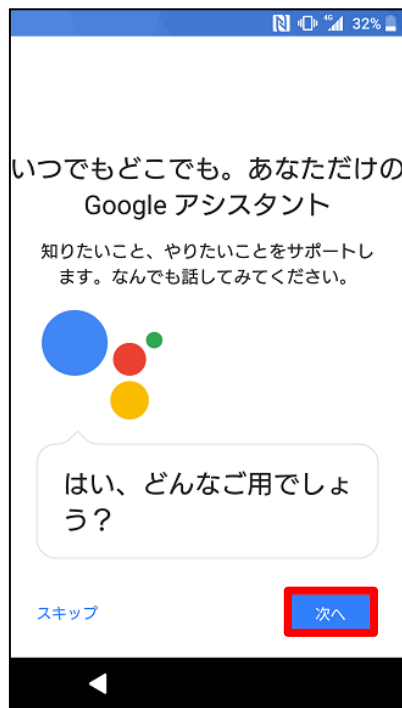 4G 32%
いつでもどこでも。あなただけの
Google アシスタント
知りたいこと、やりたいことをサポートし
ます。なんでも話してみてください。
はい、どんなご用でしょ
う？
スキップ 次へ